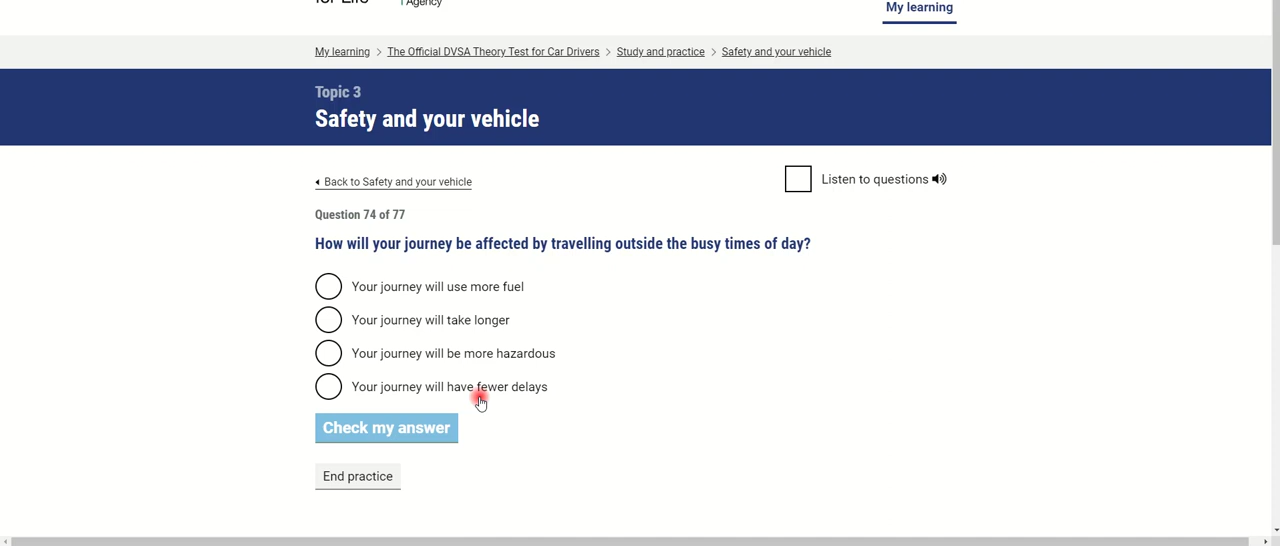 for Life
Agency
My learning
My learning > The Official DVSA Theory Test for Car Drivers > Study and practice > Safety and your vehicle
Topic 3
Safety and your vehicle
Back to Safety and your vehicle
Listen to questions
Question 74 of 77
How will your journey be affected by travelling outside the busy times of day?
Your journey will use more fuel
Your journey will take longer
Your journey will be more hazardous
Your journey will have fewer delays
Check my answer
End practice